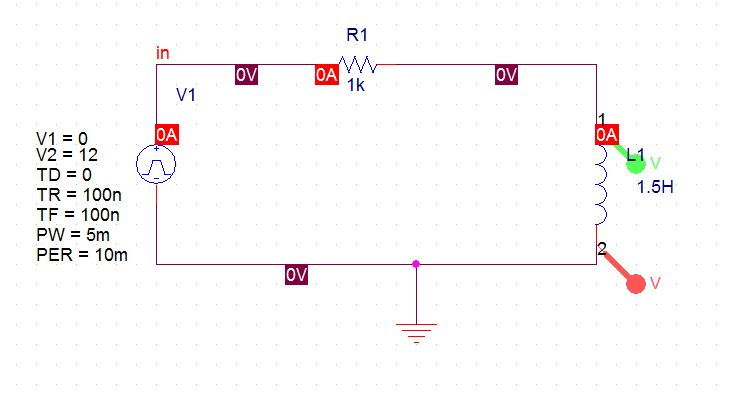 R1
in
0V
0A
0V
1k
V1
1
0A
0A
V1 = 0
L1
V
V2 = 12
TD = 0
1.5H
TR = 100n
TF = 100n
PW = 5m
2
PER = 10m
0V
V